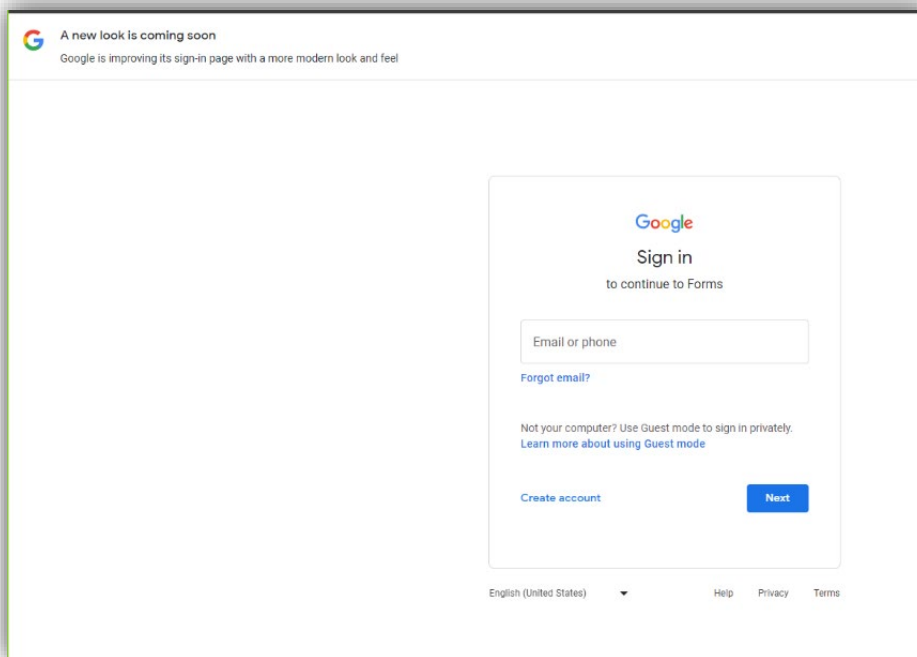 A new look is coming soon
Google is improving its sign-in page with a more modern look and feel
Google
Sign in
to continue to Forms
Email or phone
Forgot email?
Not your computer? Use Guest mode to sign in privately.
Learn more about using Guest mode
Create account
Next
English (United States)
Help
Privacy
Terms